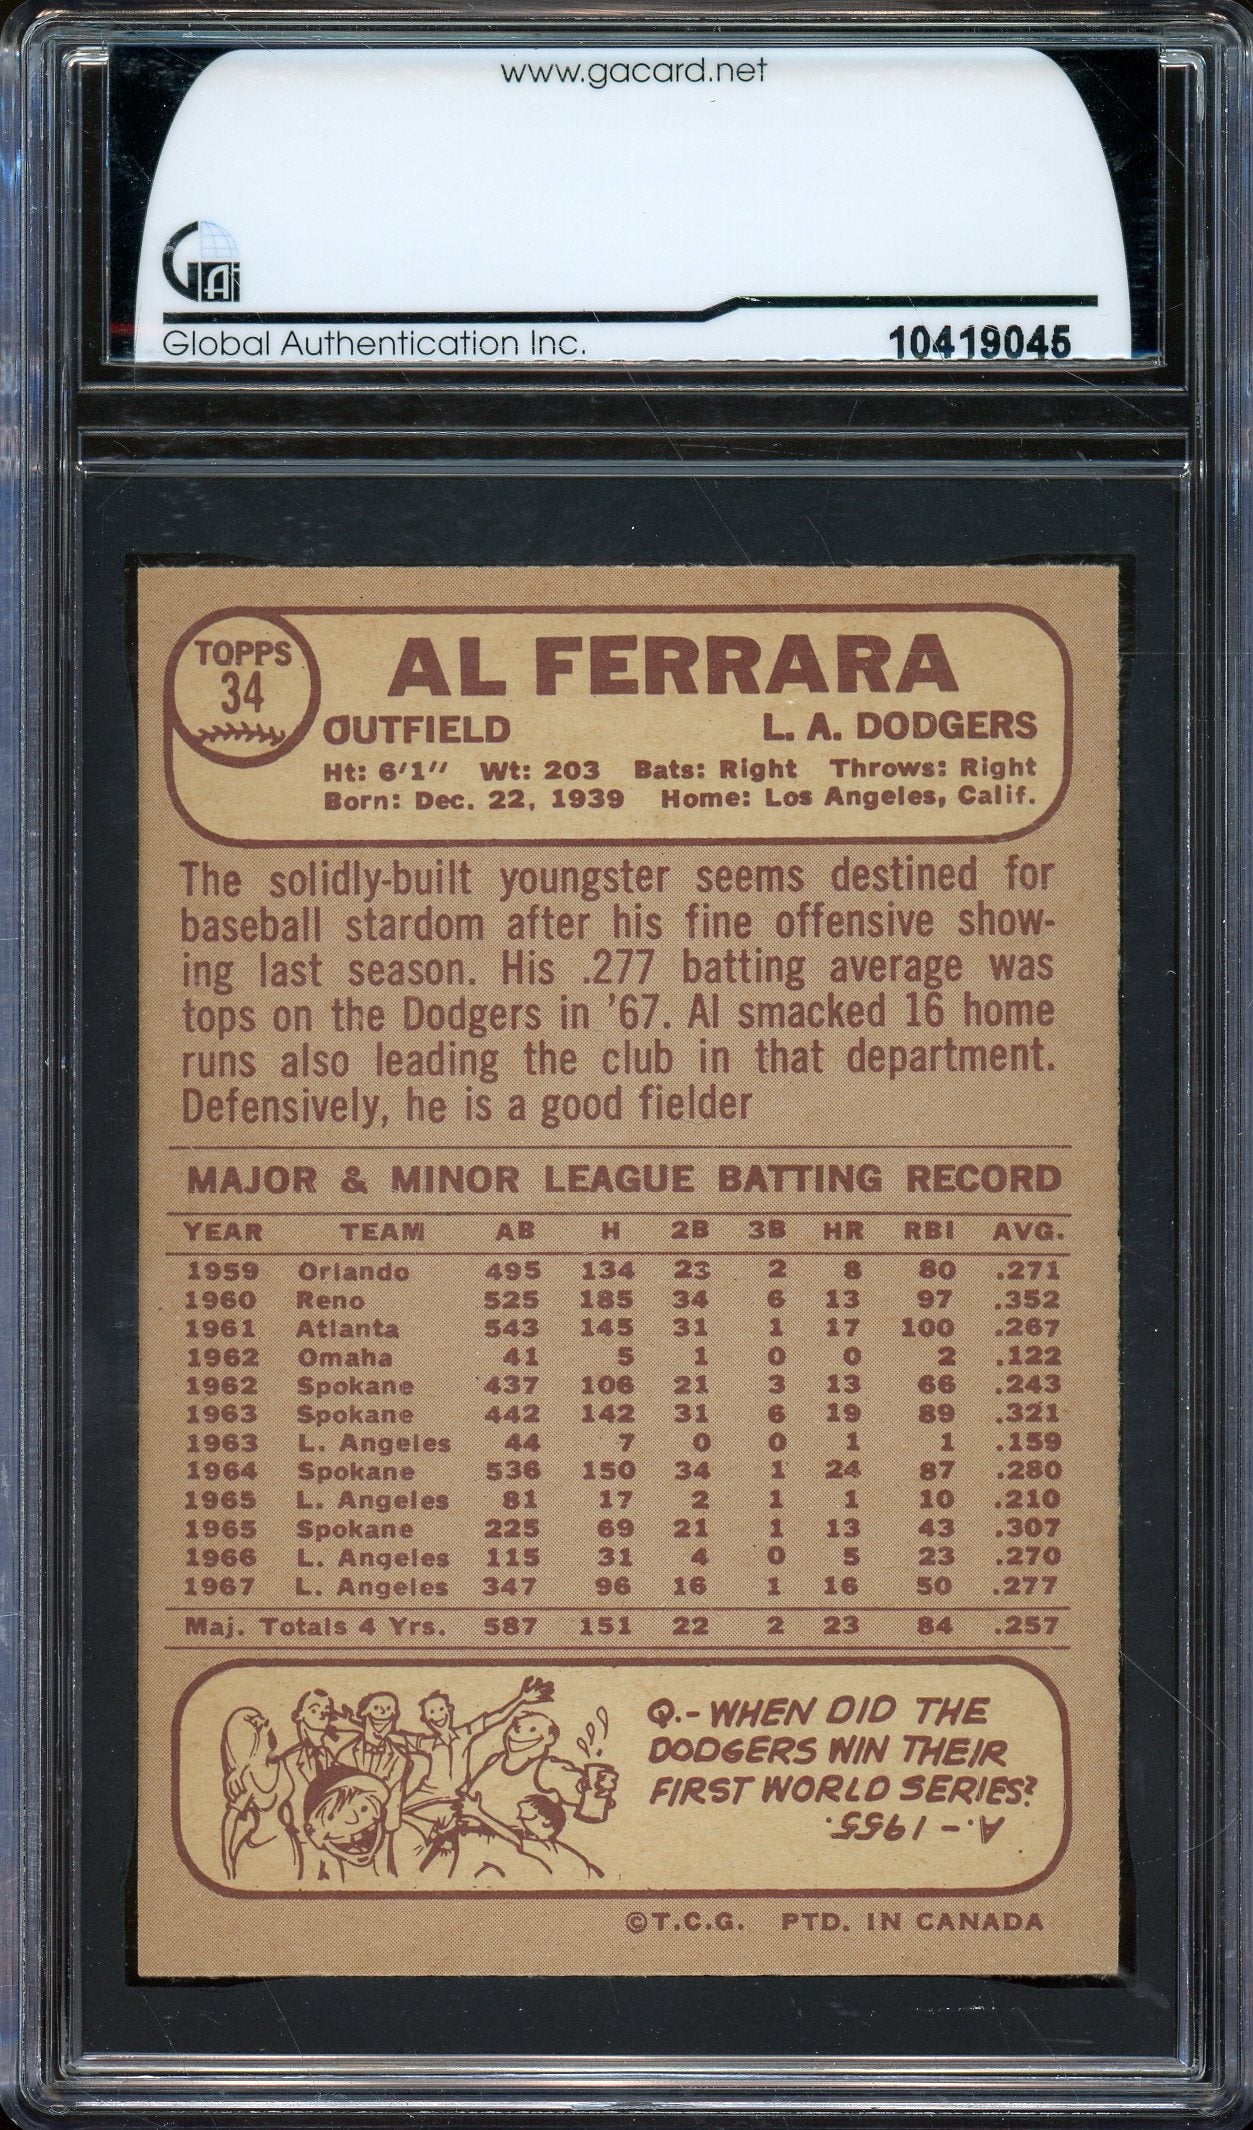 www.gacard.net
GAi
Global Authentication Inc.
10419045
TOPPS
34
AL FERRARA
OUTFIELD L. A. DODGERS
Ht: 6'1" Wt: 203 Bats: Right Throws: Right
Born: Dec. 22, 1939 Home: Los Angeles, Calif.
The solidly-built youngster seems destined for
baseball stardom after his fine offensive show-
ing last season. His .277 batting average was
tops on the Dodgers in '67. Al smacked 16 home
runs also leading the club in that department.
Defensively, he is a good fielder
MAJOR & MINOR LEAGUE BATTING RECORD
YEAR TEAM AB H 2B 3B HR RBI AVG.
1959 Orlando 495 134 23 2 8 80 .271
1960 Reno 525 185 34 6 13 97 .352
1961 Atlanta 543 145 31 1 17 100 .267
1962 Omaha 41 5 1 0 0 2 .122
1962 Spokane 437 106 21 3 13 66 .243
1963 Spokane 442 142 31 6 19 89 .321
1963 L. Angeles 44 7 0 0 1 1 .159
1964 Spokane 536 150 34 1 24 87 .280
1965 L. Angeles 81 17 2 1 1 10 .210
1965 Spokane 225 69 21 1 13 43 .307
1966 L. Angeles 115 31 4 0 5 23 .270
1967 L. Angeles 347 96 16 1 16 50 .277
Maj. Totals 4 Yrs. 587 151 22 2 23 84 .257
Q.- WHEN DID THE
DODGERS WIN THEIR
FIRST WORLD SERIES?
A.- 1955.
©T.C.G. PTD. IN CANADA